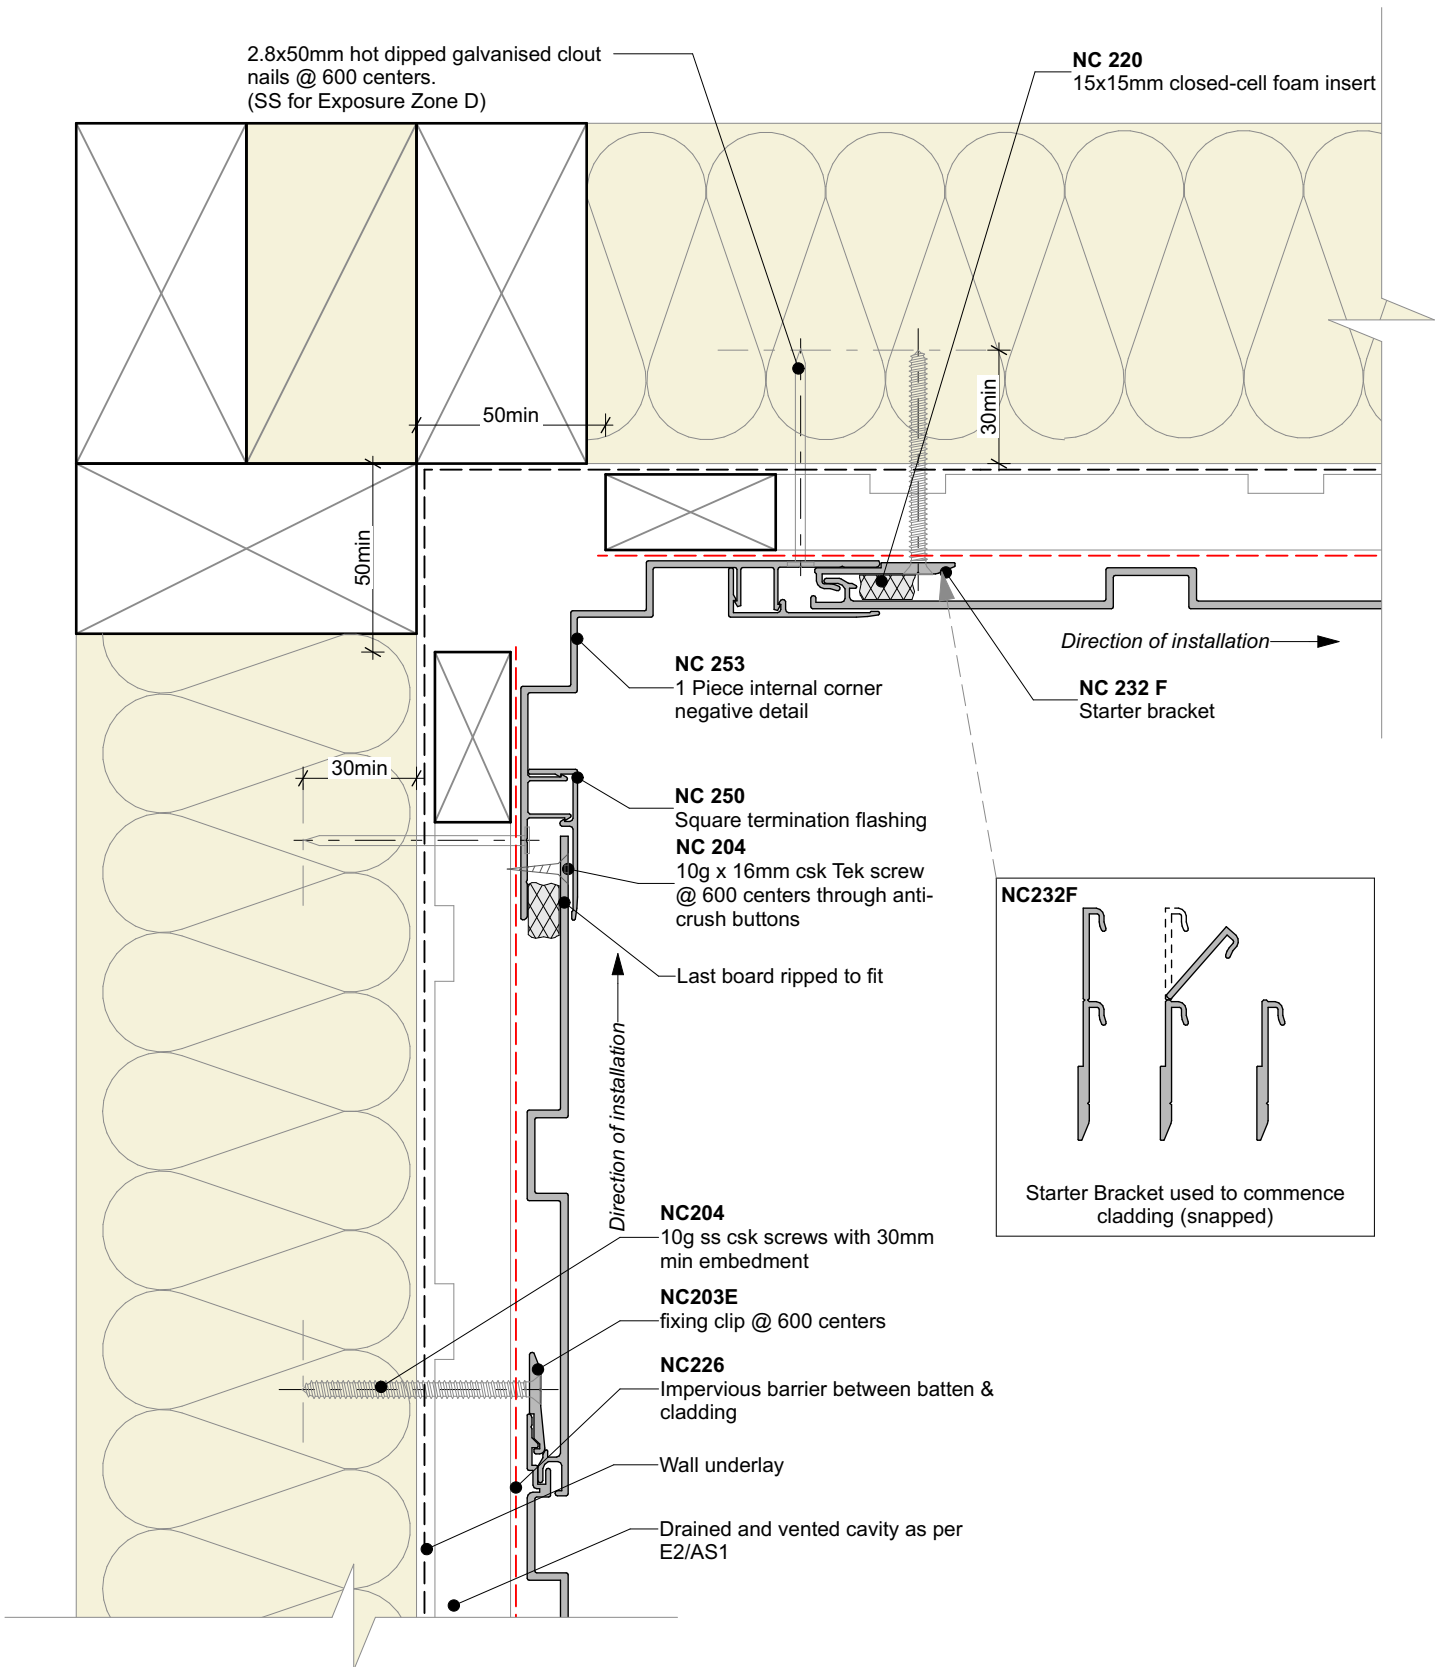 2.8x50mm hot dipped galvanised clout
nails @ 600 centers.
(SS for Exposure Zone D)
NC 220
15x15mm closed-cell foam insert
50min
30min
50min
Direction of installation
NC 253
1 Piece internal corner
negative detail
NC 232 F
Starter bracket
30min
NC 250
Square termination flashing
NC 204
10g x 16mm csk Tek screw
@ 600 centers through anti-
crush buttons
Last board ripped to fit
NC232F
Starter Bracket used to commence
cladding (snapped)
Direction of installation
NC204
10g ss csk screws with 30mm
min embedment
NC203E
fixing clip @ 600 centers
NC226
Impervious barrier between batten &
cladding
Wall underlay
Drained and vented cavity as per
E2/AS1